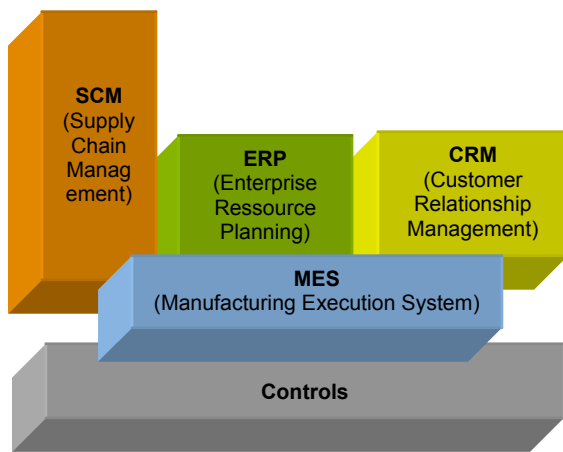 SCM
(Supply
Chain
Manag
ement)
ERP
(Enterprise
Ressource
Planning)
CRM
(Customer
Relationship
Management)
MES
(Manufacturing Execution System)
Controls